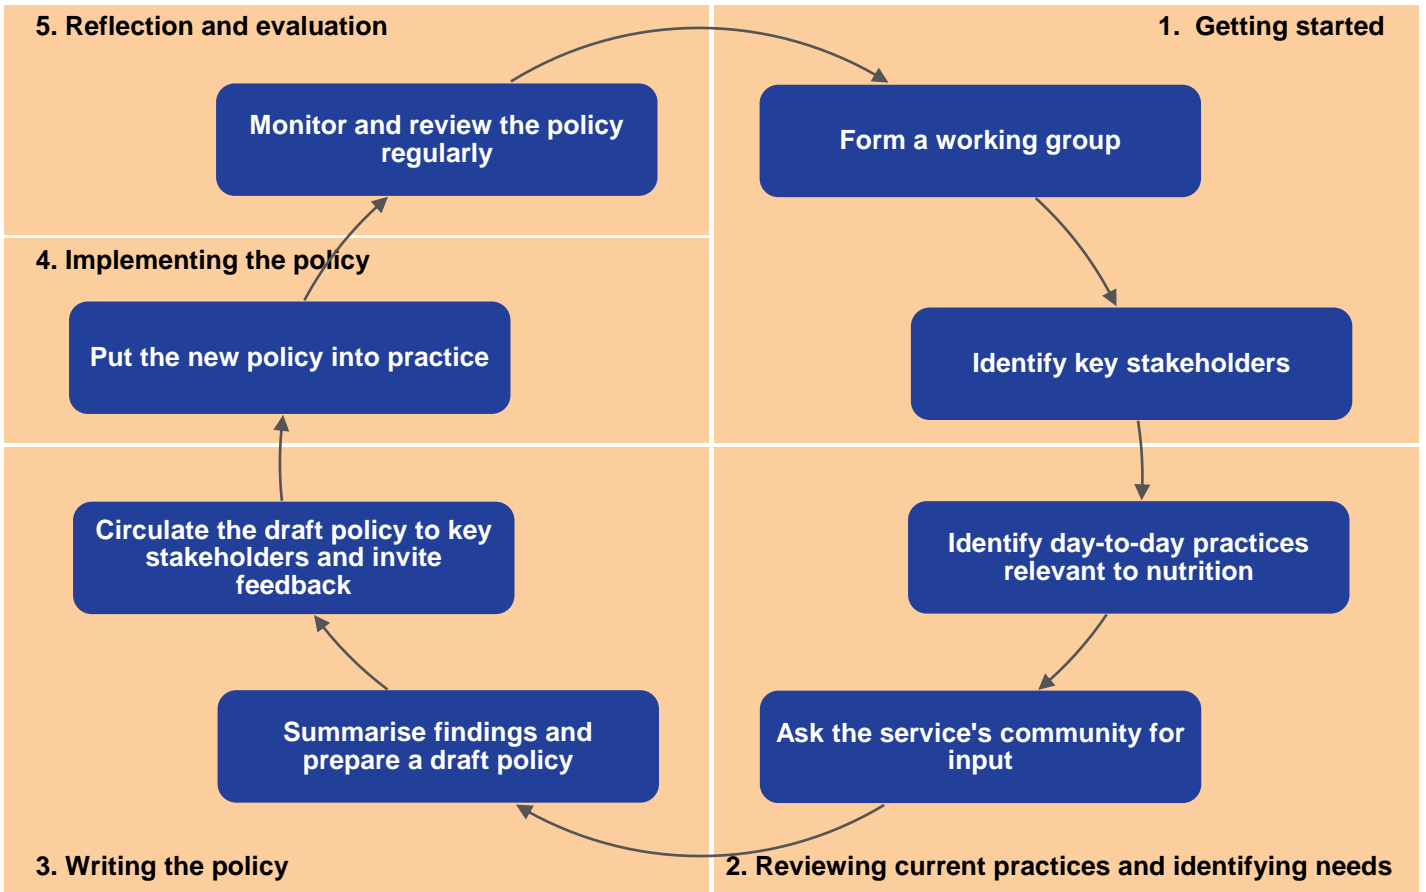 5. Reflection and evaluation
1.  Getting started
Monitor and review the policy
regularly
Form a working group
4. Implementing the policy
Put the new policy into practice
Identify key stakeholders
Circulate the draft policy to key
stakeholders and invite
feedback
Identify day-to-day practices
relevant to nutrition
Summarise findings and
prepare a draft policy
Ask the service's community for
input
3. Writing the policy
2. Reviewing current practices and identifying needs